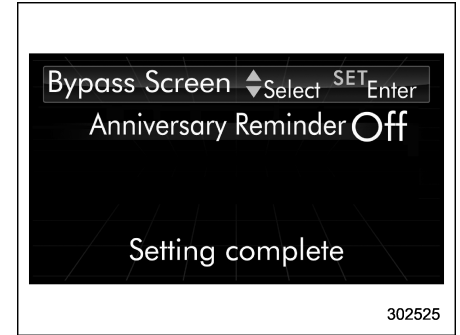 Bypass Screen Select SET Enter
Anniversary Reminder Off
Setting complete
302525